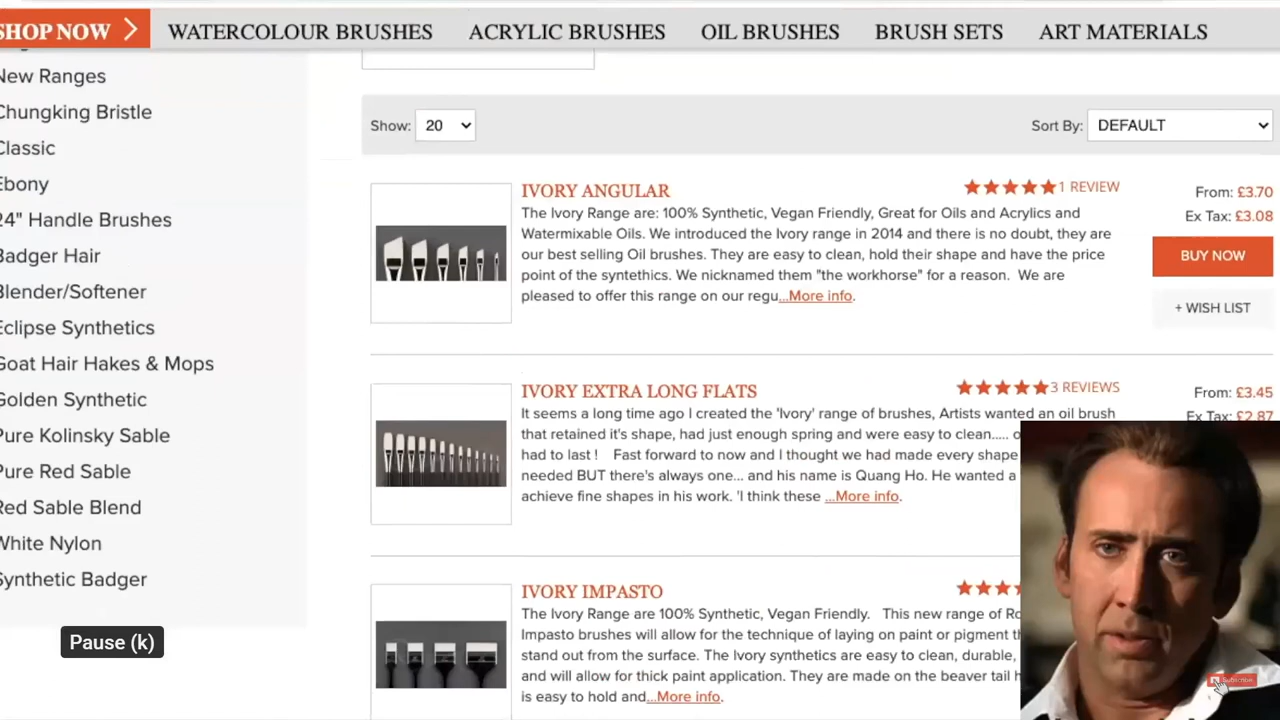 SHOP NOW
WATERCOLOUR BRUSHES
ACRYLIC BRUSHES
OIL BRUSHES
BRUSH SETS
ART MATERIALS
New Ranges
Chungking Bristle
Classic
Ebony
24" Handle Brushes
Badger Hair
Blender/Softener
Eclipse Synthetics
Goat Hair Hakes & Mops
Golden Synthetic
Pure Kolinsky Sable
Pure Red Sable
Red Sable Blend
White Nylon
Synthetic Badger
Pause (k)
Show: 20
Sort By: DEFAULT
IVORY ANGULAR
1 REVIEW
The Ivory Range are: 100% Synthetic, Vegan Friendly, Great for Oils and Acrylics and
Watermixable Oils. We introduced the Ivory range in 2014 and there is no doubt, they are
our best selling Oil brushes. They are easy to clean, hold their shape and have the price
point of the syntethics. We nicknamed them "the workhorse" for a reason. We are
pleased to offer this range on our regu...More info.
From: £3.70
Ex Tax: £3.08
BUY NOW
+ WISH LIST
IVORY EXTRA LONG FLATS
3 REVIEWS
It seems a long time ago I created the 'Ivory' range of brushes, Artists wanted an oil brush
that retained it's shape, had just enough spring and were easy to clean..... o
had to last ! Fast forward to now and I thought we had made every shape
needed BUT there's always one... and his name is Quang Ho. He wanted a
achieve fine shapes in his work. 'I think these ...More info.
From: £3.45
Ex Tax: £2.87
IVORY IMPASTO
The Ivory Range are 100% Synthetic, Vegan Friendly. This new range of Ro
Impasto brushes will allow for the technique of laying on paint or pigment th
stand out from the surface. The Ivory synthetics are easy to clean, durable,
and will allow for thick paint application. They are made on the beaver tail h
is easy to hold and...More info.
Subscribe